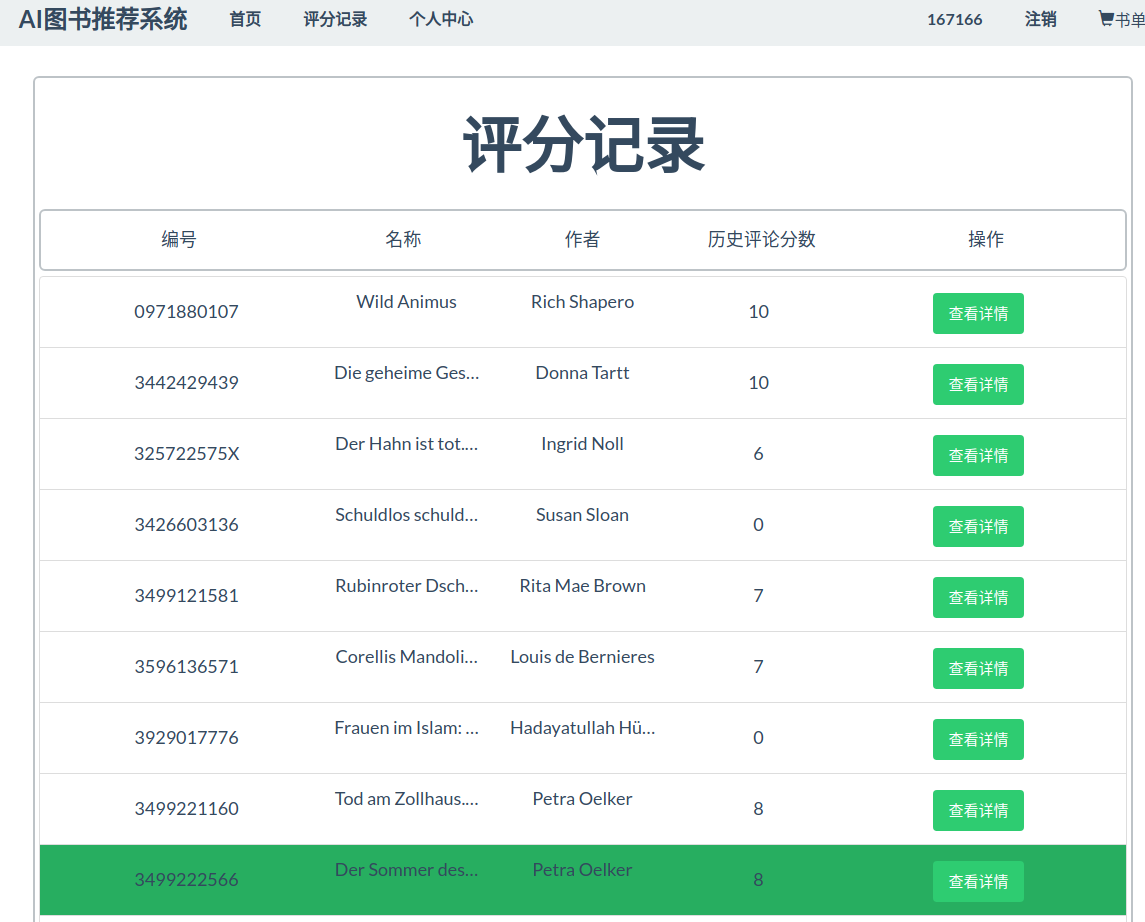 AI图书推荐系统 首页 评分记录 个人中心 167166 注销 书单
评分记录
编号 名称 作者 历史评论分数 操作
0971880107 Wild Animus Rich Shapero 10 查看详情
3442429439 Die geheime Ges... Donna Tartt 10 查看详情
325722575X Der Hahn ist tot.... Ingrid Noll 6 查看详情
3426603136 Schuldlos schuld... Susan Sloan 0 查看详情
3499121581 Rubinroter Dsch... Rita Mae Brown 7 查看详情
3596136571 Corellis Mandoli... Louis de Bernieres 7 查看详情
3929017776 Frauen im Islam: ... Hadayatullah Hü... 0 查看详情
3499221160 Tod am Zollhaus.... Petra Oelker 8 查看详情
3499222566 Der Sommer des... Petra Oelker 8 查看详情